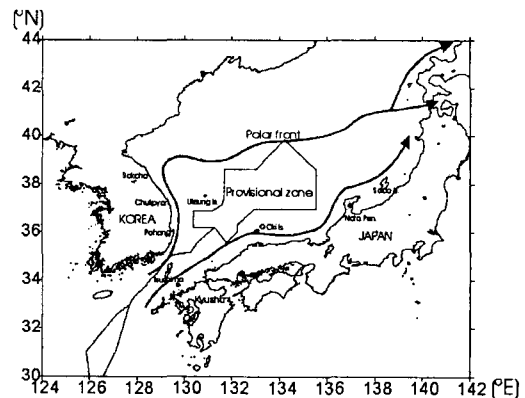 (°N)
44
42
40
38
36
34
32
30
Polar front
Sokcho
Chukpyon
Ulleung Is
Provisional zone
KOREA
Pohang
Oki Is
Sado Is
Noto Pen.
JAPAN
Tsushima
Kyushu
124 126 128 130 132 134 136 138 140 142 (°E)